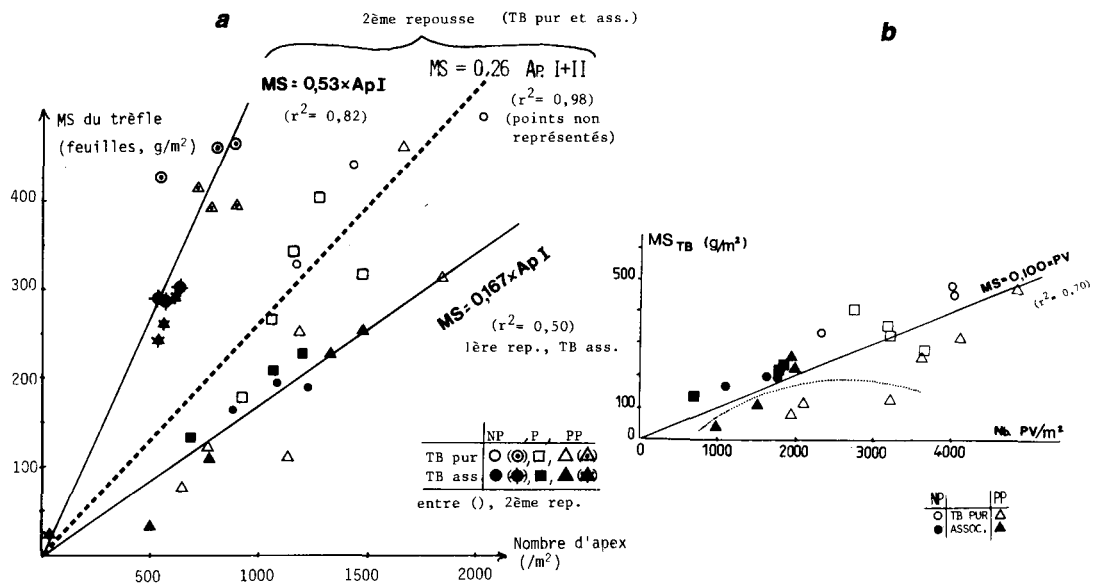 a
2ème repousse (TB pur et ass.)
MS = 0,53×Ap I
(r² = 0,82)
MS = 0,26 Ap. I+II
(r² = 0,98)
(points non
représentés)
MS du trèfle
(feuilles, g/m²)
400
300
200
100
MS = 0,167×Ap I
(r² = 0,50)
1ère rep., TB ass.
NP , P , PP
TB pur
TB ass.
entre (), 2ème rep.
500
1000
1500
2000
Nombre d'apex
(/m²)
b
MS TB (g/m²)
500
MS = 0,100×PV
(r² = 0,70)
100
0
1000
2000
3000
4000
Nb. PV/m²
NP PP
TB PUR
ASSOC.